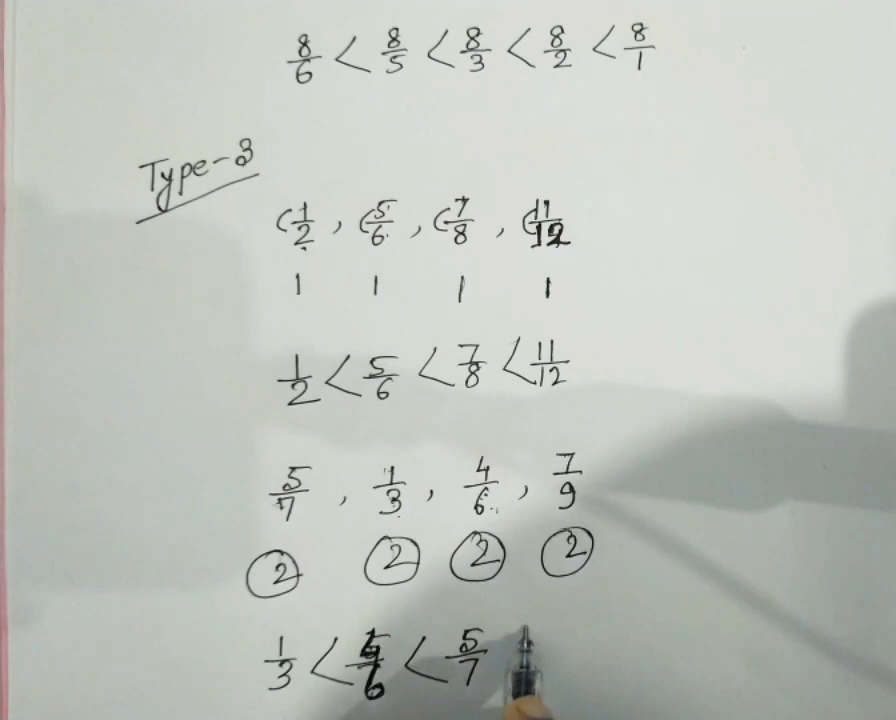 8/6 < 8/5 < 8/3 < 8/2 < 8/1
Type-3
1/2 , 5/6 , 7/8 , 11/12
1 1 1 1
1/2 < 5/6 < 7/8 < 11/12
5/7 , 1/3 , 4/6 , 7/9
2 2 2 2
1/3 < 4/6 < 5/7